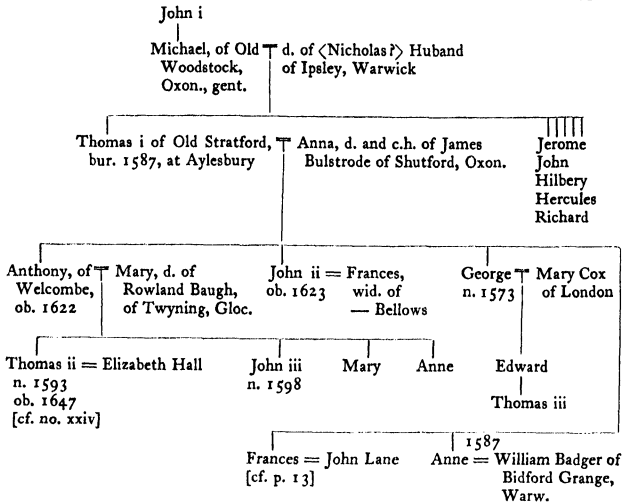 John i
Michael, of Old
Woodstock,
Oxon., gent.
d. of ⟨Nicholas?⟩ Huband
of Ipsley, Warwick
Thomas i of Old Stratford,
bur. 1587, at Aylesbury
Anna, d. and c.h. of James
Bulstrode of Shutford, Oxon.
Jerome
John
Hilbery
Hercules
Richard
Anthony, of
Welcombe,
ob. 1622
Mary, d. of
Rowland Baugh,
of Twyning, Gloc.
John ii = Frances,
ob. 1623 wid. of
— Bellows
George
n. 1573
Mary Cox
of London
Thomas ii = Elizabeth Hall
n. 1593
ob. 1647
[cf. no. xxiv]
John iii
n. 1598
Mary
Anne
Edward
Thomas iii
Frances = John Lane
[cf. p. 13]
1587
Anne = William Badger of
Bidford Grange,
Warw.